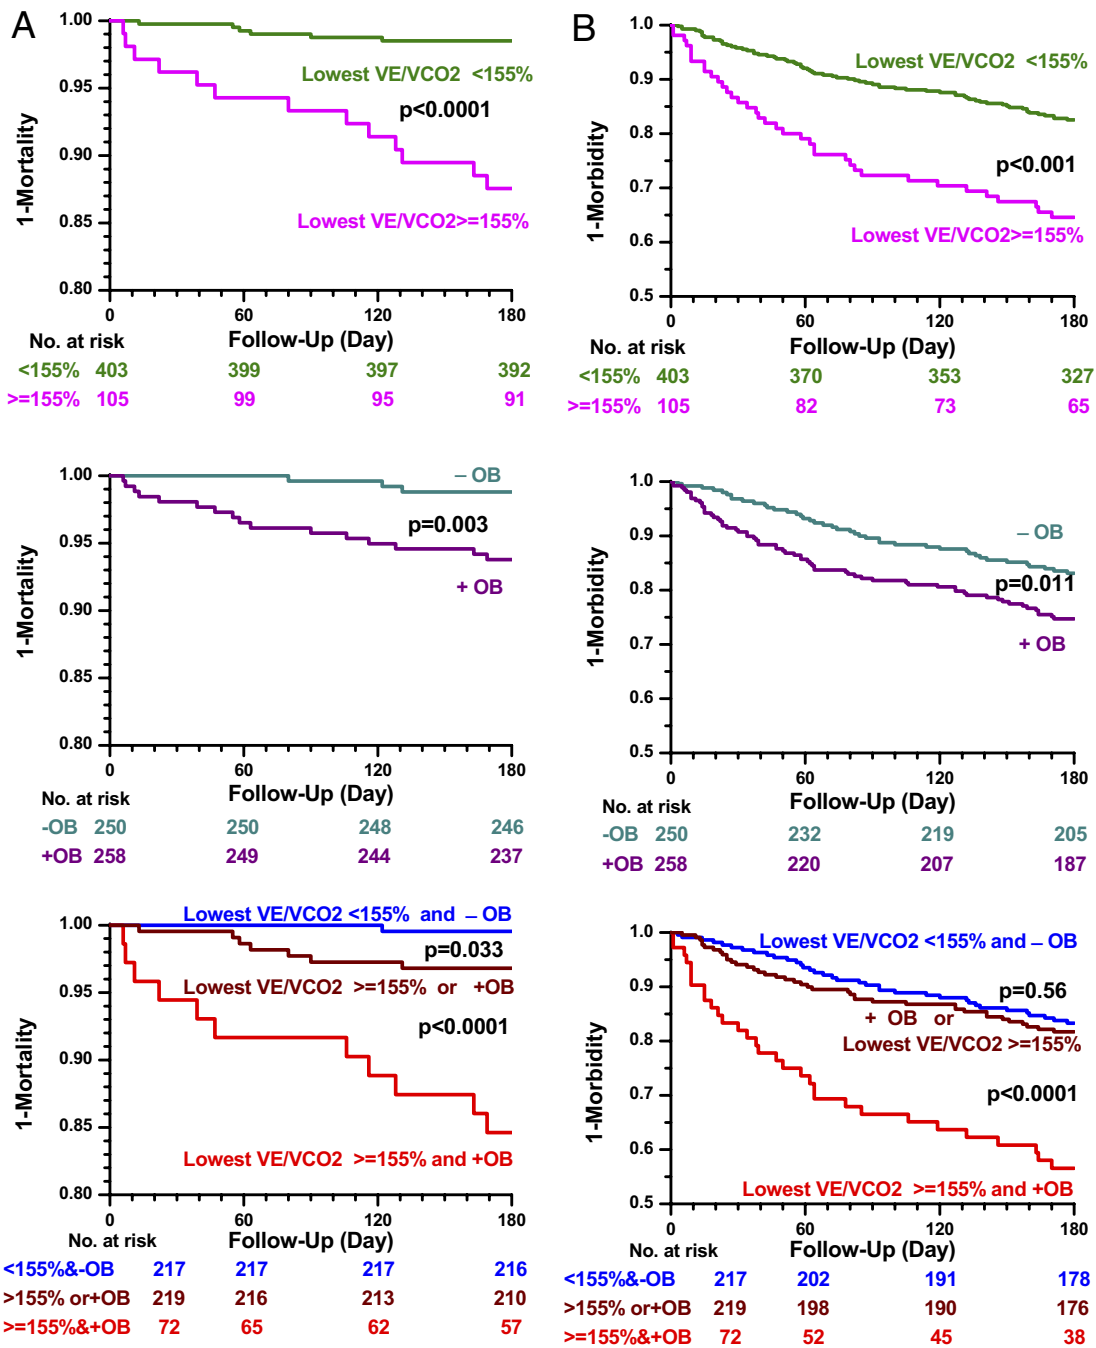 A
1.00
0.95
0.90
0.85
0.80
1-Mortality
Lowest VE/VCO2 <155%
p<0.0001
Lowest VE/VCO2>=155%
0 60 120 180
No. at risk Follow-Up (Day)
<155% 403 399 397 392
>=155% 105 99 95 91
B
1.0
0.9
0.8
0.7
0.6
0.5
1-Morbidity
Lowest VE/VCO2 <155%
p<0.001
Lowest VE/VCO2>=155%
0 60 120 180
No. at risk Follow-Up (Day)
<155% 403 370 353 327
>=155% 105 82 73 65
1.00
0.95
0.90
0.85
0.80
1-Mortality
– OB
p=0.003
+ OB
0 60 120 180
No. at risk Follow-Up (Day)
-OB 250 250 248 246
+OB 258 249 244 237
1.0
0.9
0.8
0.7
0.6
0.5
1-Morbidity
– OB
p=0.011
+ OB
0 60 120 180
No. at risk Follow-Up (Day)
-OB 250 232 219 205
+OB 258 220 207 187
1.00
0.95
0.90
0.85
0.80
1-Mortality
Lowest VE/VCO2 <155% and – OB
p=0.033
Lowest VE/VCO2 >=155% or +OB
p<0.0001
Lowest VE/VCO2 >=155% and +OB
0 60 120 180
No. at risk Follow-Up (Day)
<155%&-OB 217 217 217 216
>155% or+OB 219 216 213 210
>=155%&+OB 72 65 62 57
1.0
0.9
0.8
0.7
0.6
0.5
1-Morbidity
Lowest VE/VCO2 <155% and – OB
p=0.56
+ OB or
Lowest VE/VCO2 >=155%
p<0.0001
Lowest VE/VCO2 >=155% and +OB
0 60 120 180
No. at risk Follow-Up (Day)
<155%&-OB 217 202 191 178
>155% or+OB 219 198 190 176
>=155%&+OB 72 52 45 38